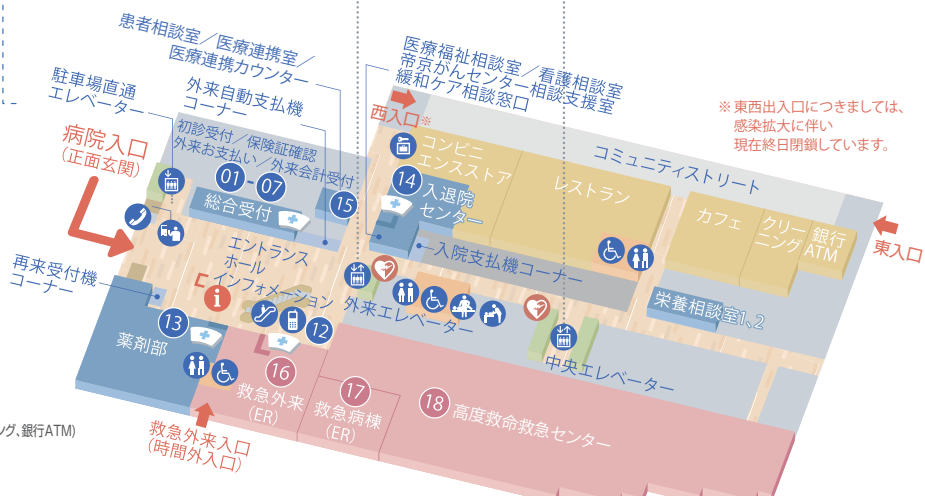 患者相談室／医療連携室／
医療連携カウンター
駐車場直通
エレベーター
外来自動支払機
コーナー
医療福祉相談室／看護相談室
帝京がんセンター相談支援室
緩和ケア相談窓口
西入口※
※東西出入口につきましては、
感染拡大に伴い
現在終日閉鎖しています。
病院入口
(正面玄関)
初診受付／保険証確認
外来お支払い／外来会計受付
01-07
総合受付
15
14
入退院
センター
コンビニ
エンスストア
レストラン
コミュニティストリート
カフェ
クリー
ニング
銀行
ATM
東入口
再来受付機
コーナー
エントランス
ホール
インフォメーション
i
入院支払機コーナー
外来エレベーター
栄養相談室1、2
中央エレベーター
13
薬剤部
12
16
救急外来
(ER)
17
救急病棟
(ER)
18
高度救命救急センター
救急外来入口
(時間外入口)
グ、銀行ATM)